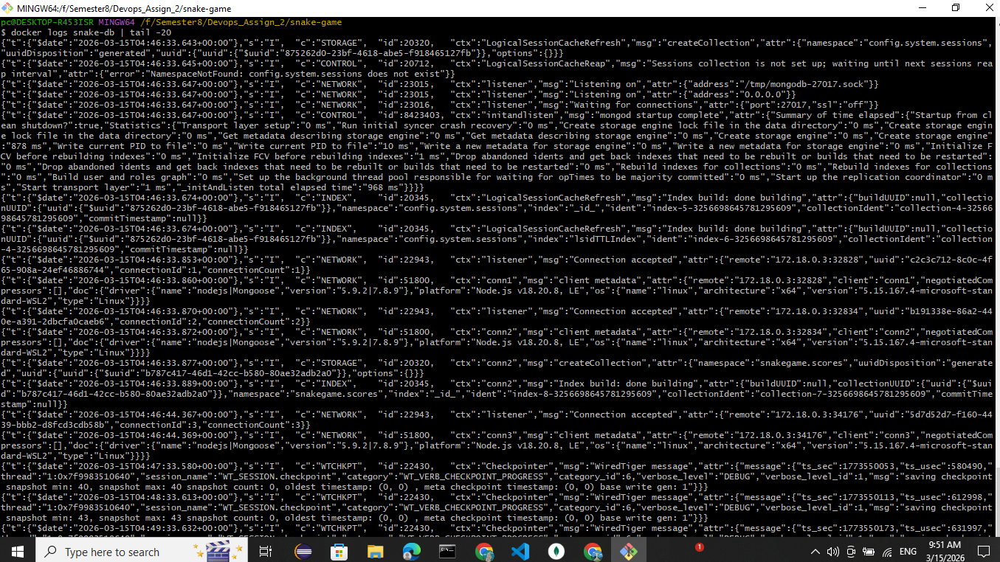 MINGW64:/f/Semester8/Devops_Assign_2/snake-game
pc@DESKTOP-R453ISR MINGW64 /f/Semester8/Devops_Assign_2/snake-game
$ docker logs snake-db | tail -20
{"t":{"$date":"2026-03-15T04:46:33.643+00:00"},"s":"I",  "c":"STORAGE",  "id":20320,   "ctx":"LogicalSessionCacheRefresh","msg":"createCollection","attr":{"namespace":"config.system.sessions",
"uuidDisposition":"generated","uuid":{"uuid":{"$uuid":"875262d0-23bf-4618-abe5-f918465127fb"}},"options":{}}}
{"t":{"$date":"2026-03-15T04:46:33.645+00:00"},"s":"I",  "c":"CONTROL",  "id":20712,   "ctx":"LogicalSessionCacheReap","msg":"Sessions collection is not set up; waiting until next sessions rea
p interval","attr":{"error":"NamespaceNotFound: config.system.sessions does not exist"}}
{"t":{"$date":"2026-03-15T04:46:33.647+00:00"},"s":"I",  "c":"NETWORK",  "id":23015,   "ctx":"listener","msg":"Listening on","attr":{"address":"/tmp/mongodb-27017.sock"}}
{"t":{"$date":"2026-03-15T04:46:33.647+00:00"},"s":"I",  "c":"NETWORK",  "id":23015,   "ctx":"listener","msg":"Listening on","attr":{"address":"0.0.0.0"}}
{"t":{"$date":"2026-03-15T04:46:33.647+00:00"},"s":"I",  "c":"NETWORK",  "id":23016,   "ctx":"listener","msg":"Waiting for connections","attr":{"port":27017,"ssl":"off"}}
{"t":{"$date":"2026-03-15T04:46:33.647+00:00"},"s":"I",  "c":"CONTROL",  "id":8423403, "ctx":"initandlisten","msg":"mongod startup complete","attr":{"Summary of time elapsed":{"Startup from cl
ean shutdown?":true,"Statistics":{"Transport layer setup":"0 ms","Run initial syncer crash recovery":"0 ms","Create storage engine lock file in the data directory":"0 ms","Create storage engin
e lock file in the data directory":"0 ms","Get metadata describing storage engine":"0 ms","Get metadata describing storage engine":"0 ms","Create storage engine":"0 ms","Create storage engine"
:"878 ms","Write current PID to file":"0 ms","Write current PID to file":"10 ms","Write a new metadata for storage engine":"0 ms","Write a new metadata for storage engine":"0 ms","Initialize F
CV before rebuilding indexes":"0 ms","Initialize FCV before rebuilding indexes":"1 ms","Drop abandoned idents and get back indexes that need to be rebuilt or builds that need to be restarted":
"0 ms","Drop abandoned idents and get back indexes that need to be rebuilt or builds that need to be restarted":"0 ms","Rebuild indexes for collections":"0 ms","Rebuild indexes for collections
":"0 ms","Build user and roles graph":"0 ms","Set up the background thread pool responsible for waiting for opTimes to be majority committed":"0 ms","Start up the replication coordinator":"0 m
s","Start transport layer":"1 ms","_initAndListen total elapsed time":"968 ms"}}}}
{"t":{"$date":"2026-03-15T04:46:33.674+00:00"},"s":"I",  "c":"INDEX",    "id":20345,   "ctx":"LogicalSessionCacheRefresh","msg":"Index build: done building","attr":{"buildUUID":null,"collectio
nUUID":{"uuid":{"$uuid":"875262d0-23bf-4618-abe5-f918465127fb"}},"namespace":"config.system.sessions","index":"_id_","ident":"index-5-3256698645781295609","collectionIdent":"collection-4-32566
98645781295609","commitTimestamp":null}}
{"t":{"$date":"2026-03-15T04:46:33.674+00:00"},"s":"I",  "c":"INDEX",    "id":20345,   "ctx":"LogicalSessionCacheRefresh","msg":"Index build: done building","attr":{"buildUUID":null,"collectio
nUUID":{"uuid":{"$uuid":"875262d0-23bf-4618-abe5-f918465127fb"}},"namespace":"config.system.sessions","index":"lsidTTLIndex","ident":"index-6-3256698645781295609","collectionIdent":"collection
-4-3256698645781295609","commitTimestamp":null}}
{"t":{"$date":"2026-03-15T04:46:33.853+00:00"},"s":"I",  "c":"NETWORK",  "id":22943,   "ctx":"listener","msg":"Connection accepted","attr":{"remote":"172.18.0.3:32828","uuid":"c2c3c712-8c0c-4f
65-908a-24ef46886744","connectionId":1,"connectionCount":1}}
{"t":{"$date":"2026-03-15T04:46:33.860+00:00"},"s":"I",  "c":"NETWORK",  "id":51800,   "ctx":"conn1","msg":"client metadata","attr":{"remote":"172.18.0.3:32828","client":"conn1","negotiatedCom
pressors":[],"doc":{"driver":{"name":"nodejs|Mongoose","version":"5.9.2|7.8.9"},"platform":"Node.js v18.20.8, LE","os":{"name":"linux","architecture":"x64","version":"5.15.167.4-microsoft-stan
dard-WSL2","type":"Linux"}}}}
{"t":{"$date":"2026-03-15T04:46:33.870+00:00"},"s":"I",  "c":"NETWORK",  "id":22943,   "ctx":"listener","msg":"Connection accepted","attr":{"remote":"172.18.0.3:32834","uuid":"b191338e-86a2-44
0e-a391-2dbcfa0caeb6","connectionId":2,"connectionCount":2}}
{"t":{"$date":"2026-03-15T04:46:33.872+00:00"},"s":"I",  "c":"NETWORK",  "id":51800,   "ctx":"conn2","msg":"client metadata","attr":{"remote":"172.18.0.3:32834","client":"conn2","negotiatedCom
pressors":[],"doc":{"driver":{"name":"nodejs|Mongoose","version":"5.9.2|7.8.9"},"platform":"Node.js v18.20.8, LE","os":{"name":"linux","architecture":"x64","version":"5.15.167.4-microsoft-stan
dard-WSL2","type":"Linux"}}}}
{"t":{"$date":"2026-03-15T04:46:33.877+00:00"},"s":"I",  "c":"STORAGE",  "id":20320,   "ctx":"conn2","msg":"createCollection","attr":{"namespace":"snakegame.scores","uuidDisposition":"generate
d","uuid":{"uuid":{"$uuid":"b787c417-46d1-42cc-b580-80ae32adb2a0"}},"options":{}}}
{"t":{"$date":"2026-03-15T04:46:33.889+00:00"},"s":"I",  "c":"INDEX",    "id":20345,   "ctx":"conn2","msg":"Index build: done building","attr":{"buildUUID":null,"collectionUUID":{"uuid":{"$uui
d":"b787c417-46d1-42cc-b580-80ae32adb2a0"}},"namespace":"snakegame.scores","index":"_id_","ident":"index-8-3256698645781295609","collectionIdent":"collection-7-3256698645781295609","commitTime
stamp":null}}
{"t":{"$date":"2026-03-15T04:46:44.367+00:00"},"s":"I",  "c":"NETWORK",  "id":22943,   "ctx":"listener","msg":"Connection accepted","attr":{"remote":"172.18.0.3:34176","uuid":"5d7d52d7-f160-44
39-bbb2-d8fcd3cdb58b","connectionId":3,"connectionCount":3}}
{"t":{"$date":"2026-03-15T04:46:44.369+00:00"},"s":"I",  "c":"NETWORK",  "id":51800,   "ctx":"conn3","msg":"client metadata","attr":{"remote":"172.18.0.3:34176","client":"conn3","negotiatedCom
pressors":[],"doc":{"driver":{"name":"nodejs|Mongoose","version":"5.9.2|7.8.9"},"platform":"Node.js v18.20.8, LE","os":{"name":"linux","architecture":"x64","version":"5.15.167.4-microsoft-stan
dard-WSL2","type":"Linux"}}}}
{"t":{"$date":"2026-03-15T04:47:33.580+00:00"},"s":"I",  "c":"WTCHKPT",  "id":22430,   "ctx":"Checkpointer","msg":"WiredTiger message","attr":{"message":{"ts_sec":1773550053,"ts_usec":580490,"
thread":"1:0x7f9983510640","session_name":"WT_SESSION.checkpoint","category":"WT_VERB_CHECKPOINT_PROGRESS","category_id":6,"verbose_level":"DEBUG","verbose_level_id":1,"msg":"saving checkpoint
 snapshot min: 40, snapshot max: 40 snapshot count: 0, oldest timestamp: (0, 0) , meta checkpoint timestamp: (0, 0) base write gen: 1"}}}
{"t":{"$date":"2026-03-15T04:48:33.613+00:00"},"s":"I",  "c":"WTCHKPT",  "id":22430,   "ctx":"Checkpointer","msg":"WiredTiger message","attr":{"message":{"ts_sec":1773550113,"ts_usec":612998,"
thread":"1:0x7f9983510640","session_name":"WT_SESSION.checkpoint","category":"WT_VERB_CHECKPOINT_PROGRESS","category_id":6,"verbose_level":"DEBUG","verbose_level_id":1,"msg":"saving checkpoint
 snapshot min: 43, snapshot max: 43 snapshot count: 0, oldest timestamp: (0, 0) , meta checkpoint timestamp: (0, 0) base write gen: 1"}}}
{"t":{"$date":"2026-03-15T04:49:33.632+00:00"},"s":"I",  "c":"WTCHKPT",  "id":22430,   "ctx":"Checkpointer","msg":"WiredTiger message","attr":{"message":{"ts_sec":1773550173,"ts_usec":631997,"
Type here to search
1
ENG
9:51 AM
3/15/2026